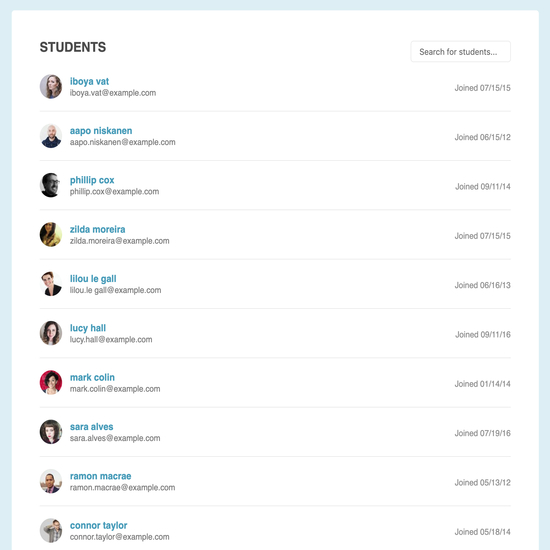 STUDENTS
Search for students...
iboya vat
iboya.vat@example.com
Joined 07/15/15
aapo niskanen
aapo.niskanen@example.com
Joined 06/15/12
phillip cox
phillip.cox@example.com
Joined 09/11/14
zilda moreira
zilda.moreira@example.com
Joined 07/15/15
lilou le gall
lilou.le gall@example.com
Joined 06/16/13
lucy hall
lucy.hall@example.com
Joined 09/11/16
mark colin
mark.colin@example.com
Joined 01/14/14
sara alves
sara.alves@example.com
Joined 07/19/16
ramon macrae
ramon.macrae@example.com
Joined 05/13/12
connor taylor
connor.taylor@example.com
Joined 05/18/14